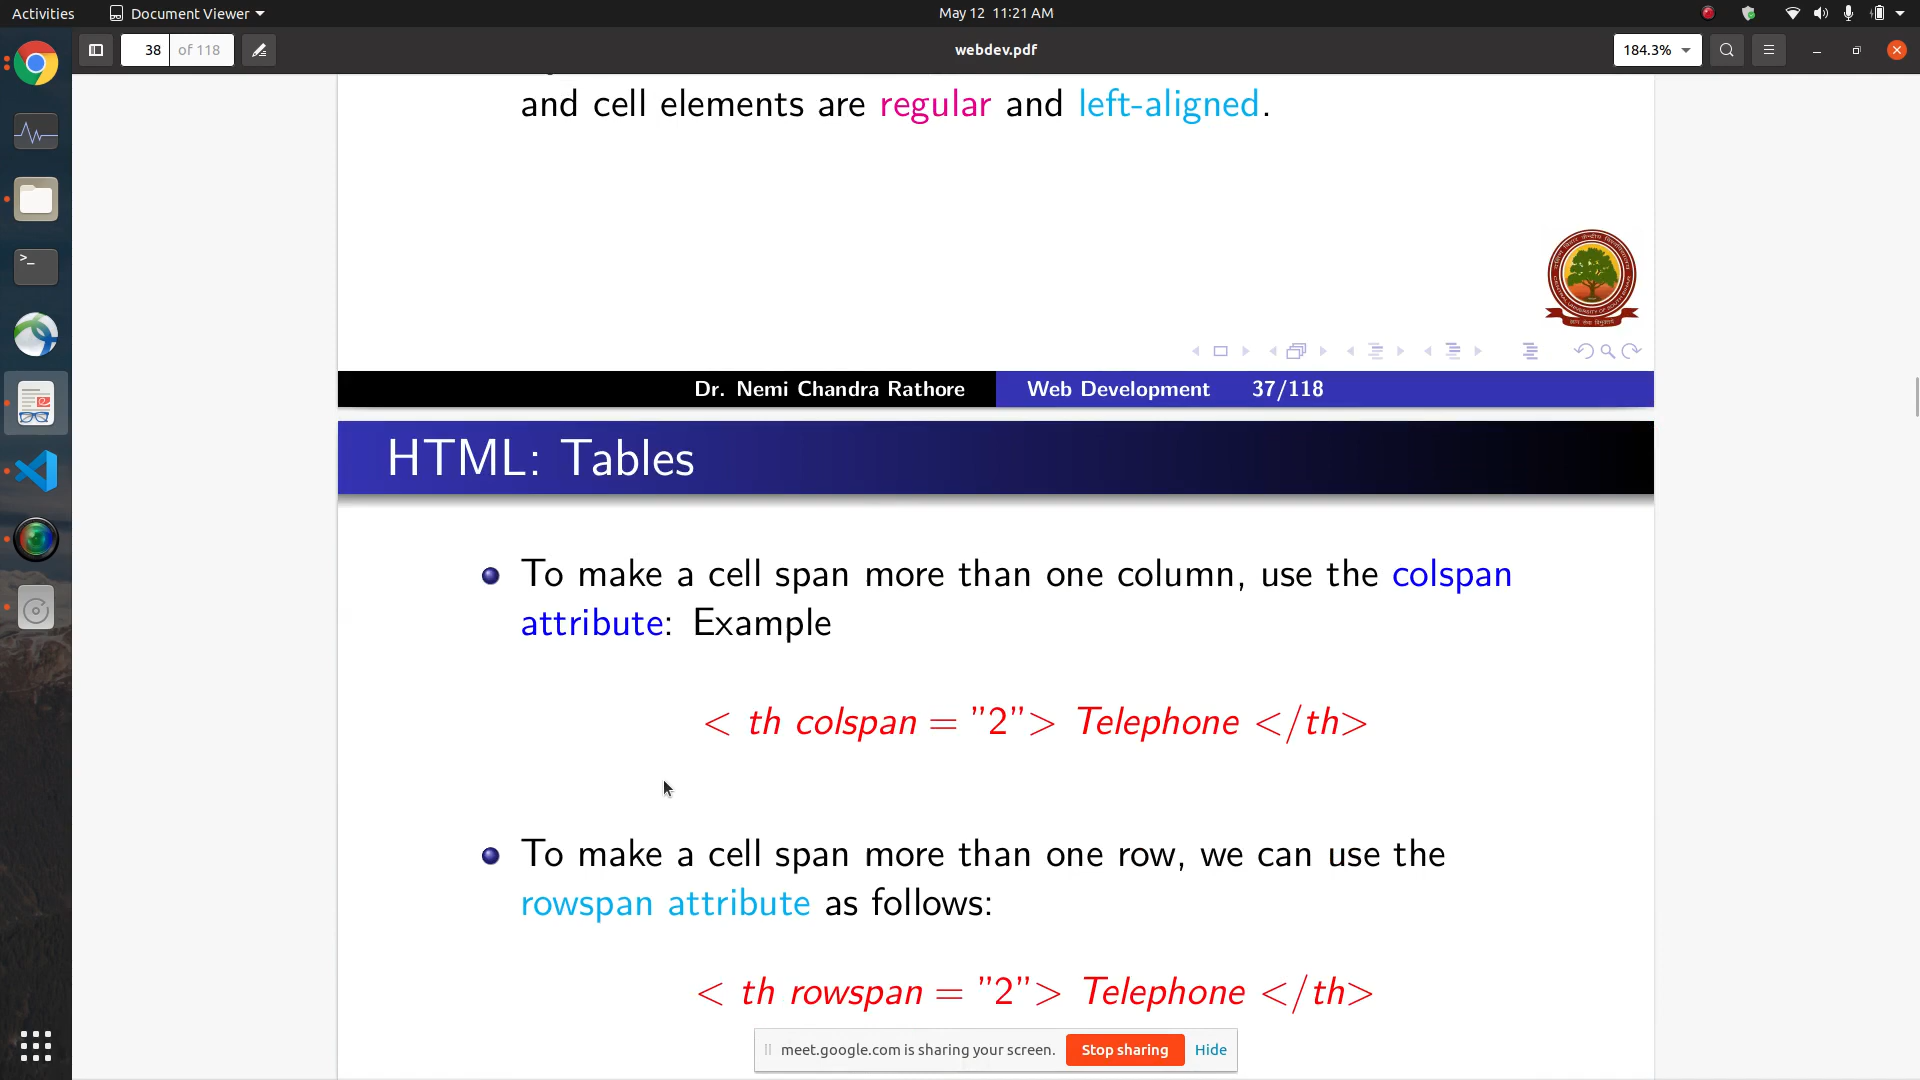 Activities
Document Viewer
May 12 11:21 AM
38 of 118
webdev.pdf
184.3%
and cell elements are regular and left-aligned.
Dr. Nemi Chandra Rathore
Web Development 37/118
HTML: Tables
To make a cell span more than one column, use the colspan
attribute: Example
< th colspan = ”2”> Telephone </th>
To make a cell span more than one row, we can use the
rowspan attribute as follows:
< th rowspan = ”2”> Telephone </th>
meet.google.com is sharing your screen.
Stop sharing
Hide